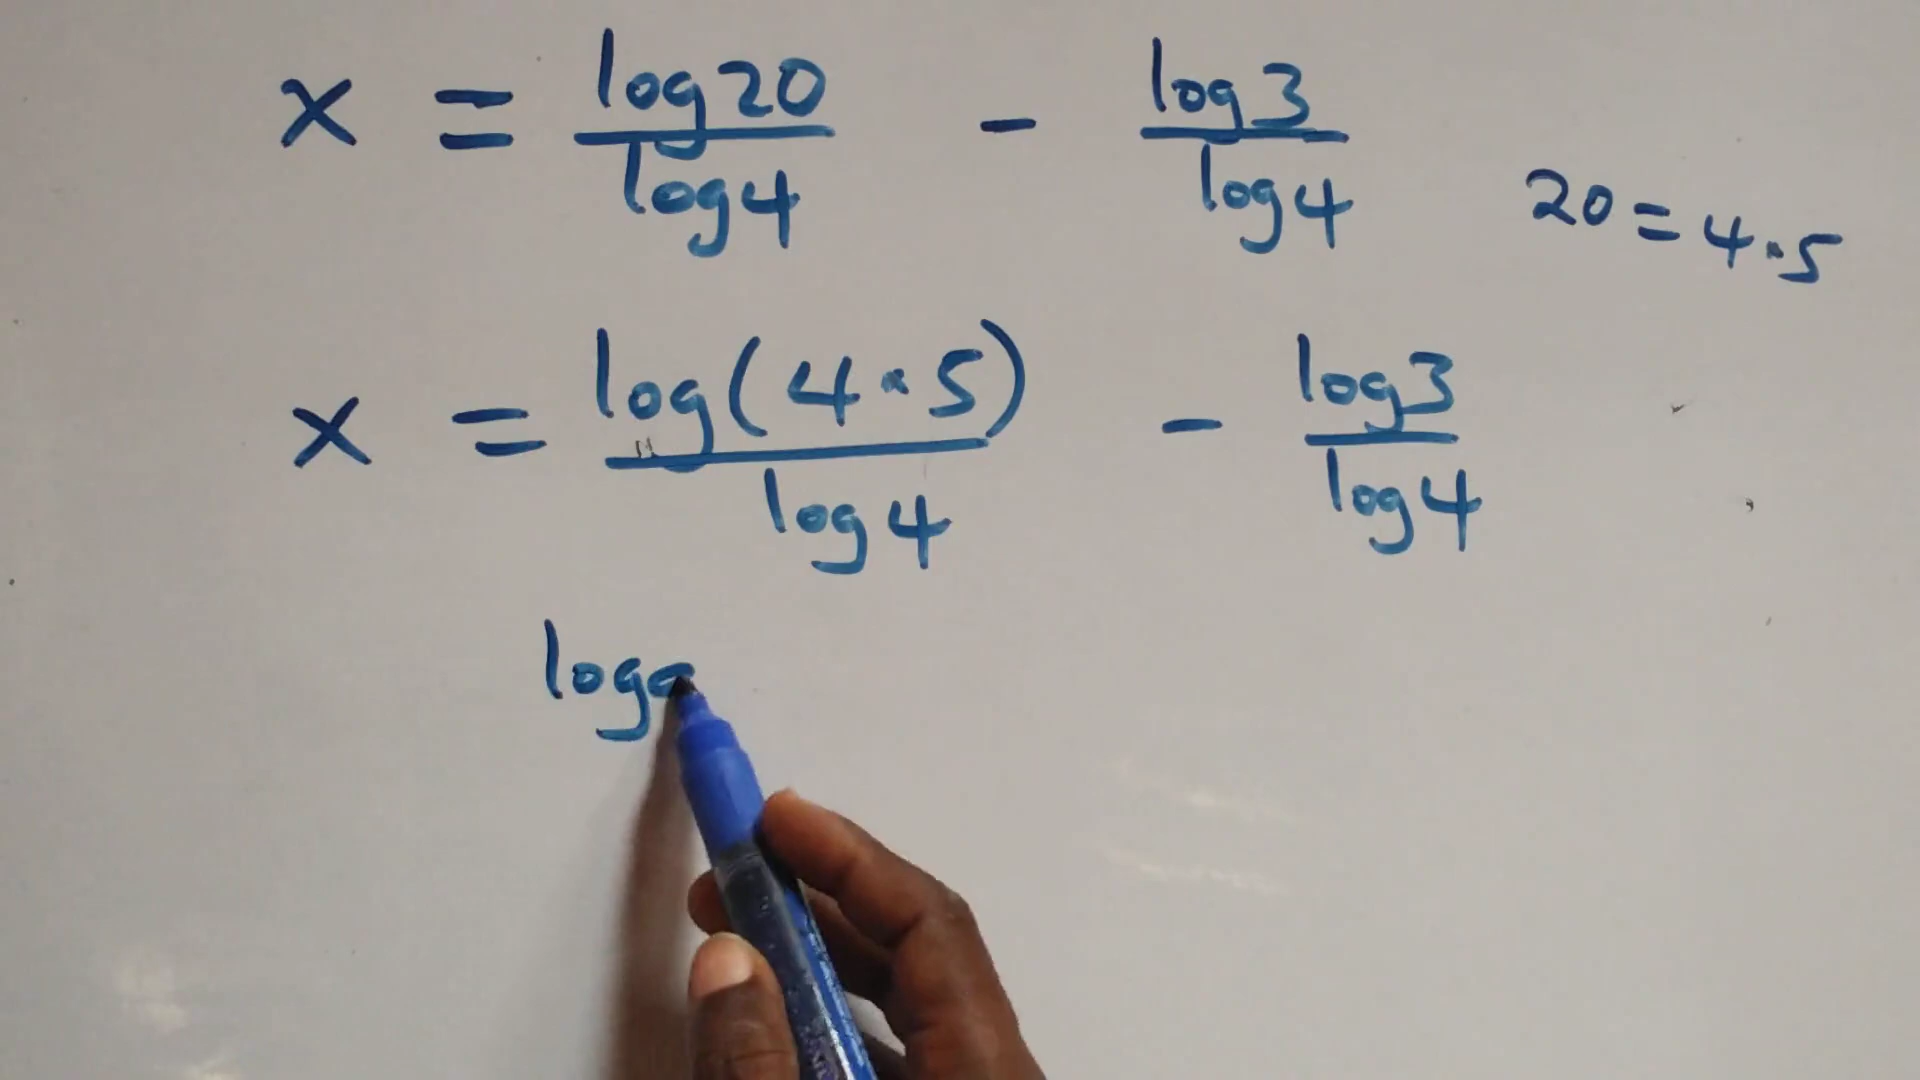 x = log20/log4 - log3/log4
20 = 4·5
x = log(4·5)/log4 - log3/log4
log